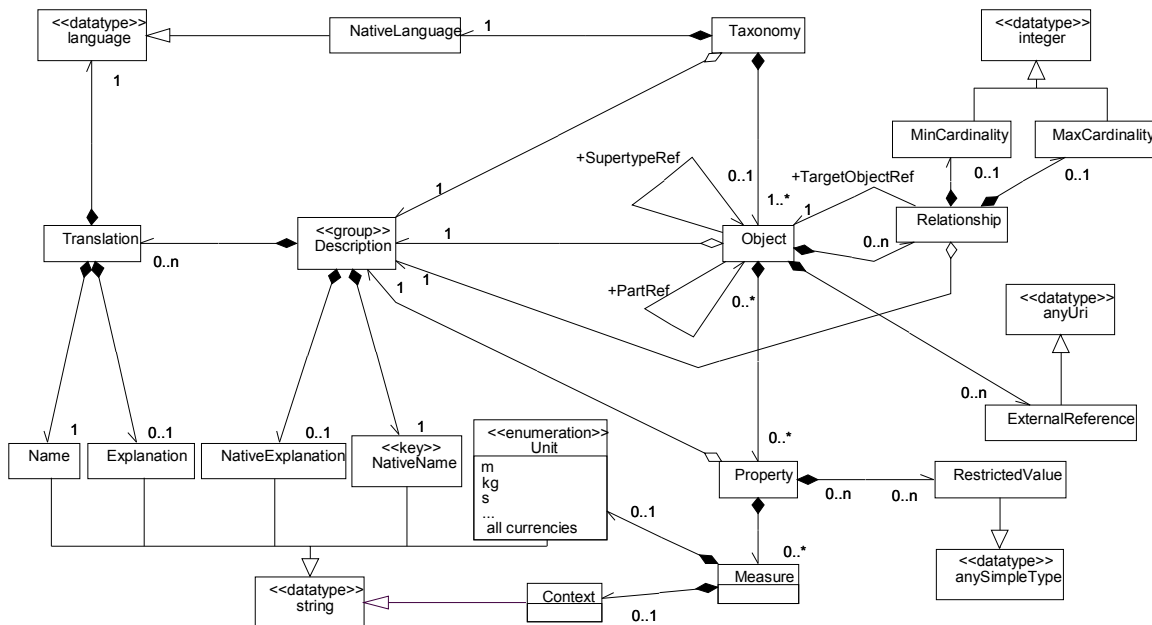 <<datatype>>
language
NativeLanguage
1
Taxonomy
<<datatype>>
integer
1
MinCardinality
MaxCardinality
+SupertypeRef
0..1
+TargetObjectRef
0..1
0..1
1
1..*
1
Relationship
Translation
<<group>>
Description
1
Object
0..n
0..n
1
1
+PartRef
0..*
<<datatype>>
anyUri
0..n
ExternalReference
1
0..1
0..1
1
<<enumeration>>
Unit
0..*
Name
Explanation
NativeExplanation
<<key>>
NativeName
m
kg
s
...
all currencies
Property
0..n
0..n
RestrictedValue
0..1
0..*
<<datatype>>
string
Context
0..1
Measure
<<datatype>>
anySimpleType